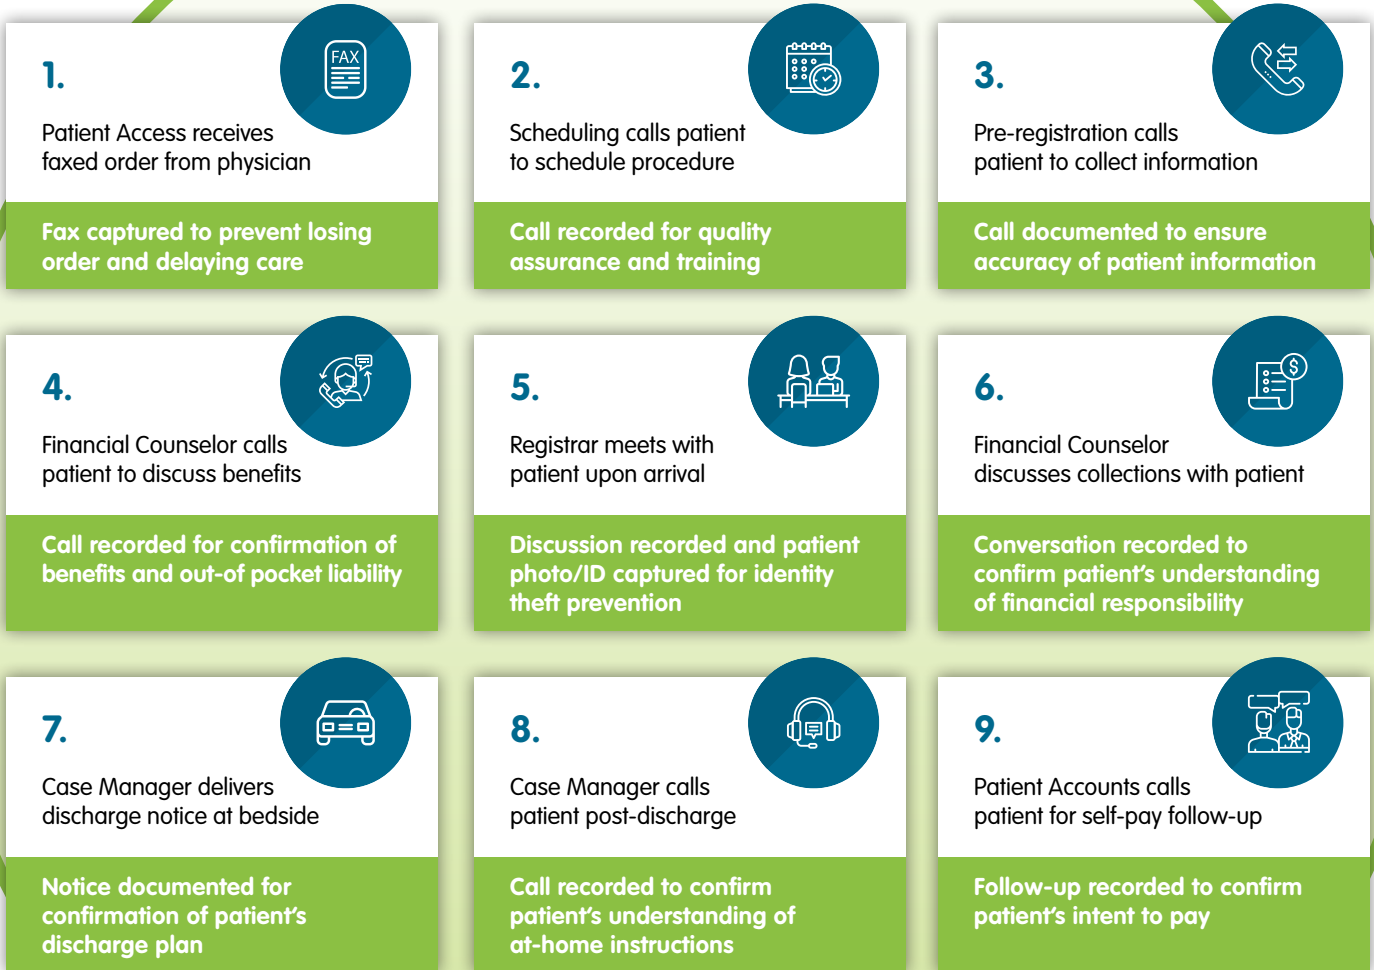 FAX
1.
Patient Access receives
faxed order from physician
Fax captured to prevent losing
order and delaying care
2.
Scheduling calls patient
to schedule procedure
Call recorded for quality
assurance and training
3.
Pre-registration calls
patient to collect information
Call documented to ensure
accuracy of patient information
4.
Financial Counselor calls
patient to discuss benefits
Call recorded for confirmation of
benefits and out-of pocket liability
5.
Registrar meets with
patient upon arrival
Discussion recorded and patient
photo/ID captured for identity
theft prevention
6.
$
Financial Counselor
discusses collections with patient
Conversation recorded to
confirm patient's understanding
of financial responsibility
7.
Case Manager delivers
discharge notice at bedside
Notice documented for
confirmation of patient's
discharge plan
8.
Case Manager calls
patient post-discharge
Call recorded to confirm
patient's understanding of
at-home instructions
9.
Patient Accounts calls
patient for self-pay follow-up
Follow-up recorded to confirm
patient's intent to pay